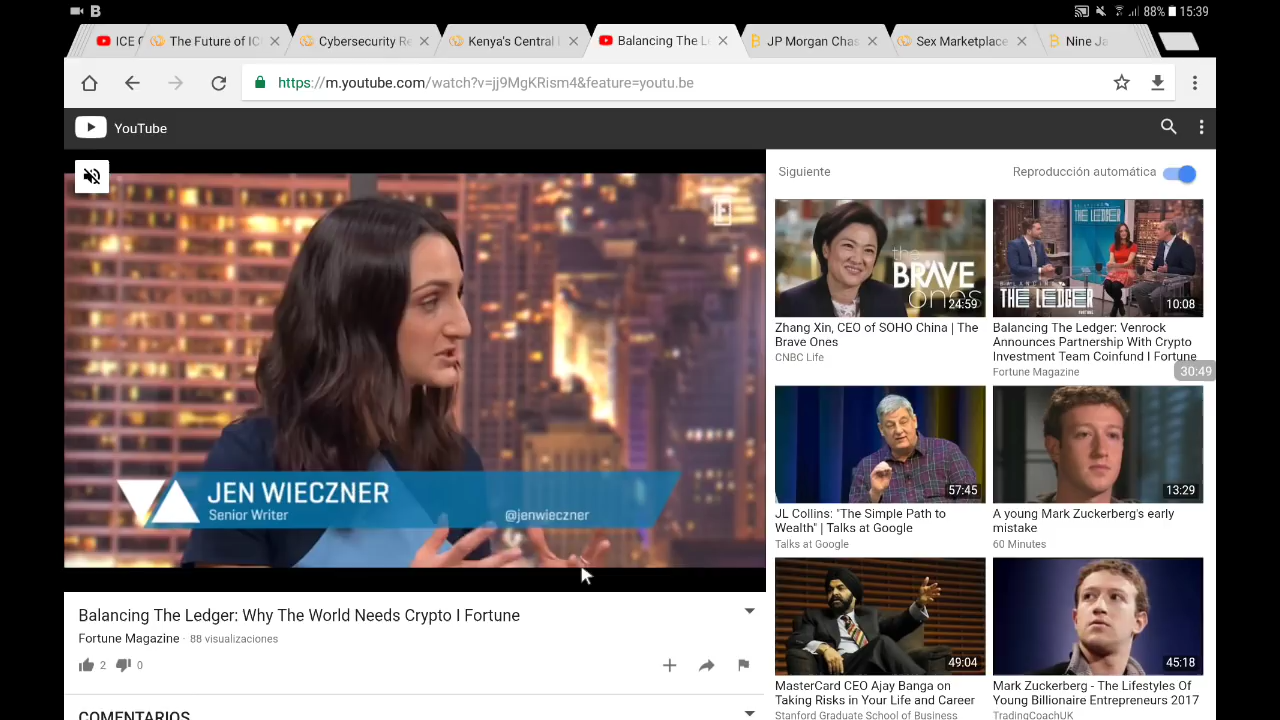 B
88% 15:39
ICE C
The Future of IC
Cybersecurity Re
Kenya's Central
Balancing The L
JP Morgan Chas
Sex Marketplace
Nine Ja
https://m.youtube.com/watch?v=jj9MgKRism4&feature=youtu.be
YouTube
Siguiente
Reproducción automática
JEN WIECZNER
Senior Writer
@jenwieczner
the
BRAVE
ones
24:59
Zhang Xin, CEO of SOHO China | The
Brave Ones
CNBC Life
THE LEDGER
BALANCING
THE LEDGER
FORTUNE
10:08
Balancing The Ledger: Venrock
Announces Partnership With Crypto
Investment Team Coinfund I Fortune
Fortune Magazine
30:49
57:45
JL Collins: "The Simple Path to
Wealth" | Talks at Google
Talks at Google
13:29
A young Mark Zuckerberg's early
mistake
60 Minutes
49:04
MasterCard CEO Ajay Banga on
Taking Risks in Your Life and Career
Stanford Graduate School of Business
45:18
Mark Zuckerberg - The Lifestyles Of
Young Billionaire Entrepreneurs 2017
TradingCoachUK
Balancing The Ledger: Why The World Needs Crypto I Fortune
Fortune Magazine · 88 visualizaciones
2
0
COMENTARIOS